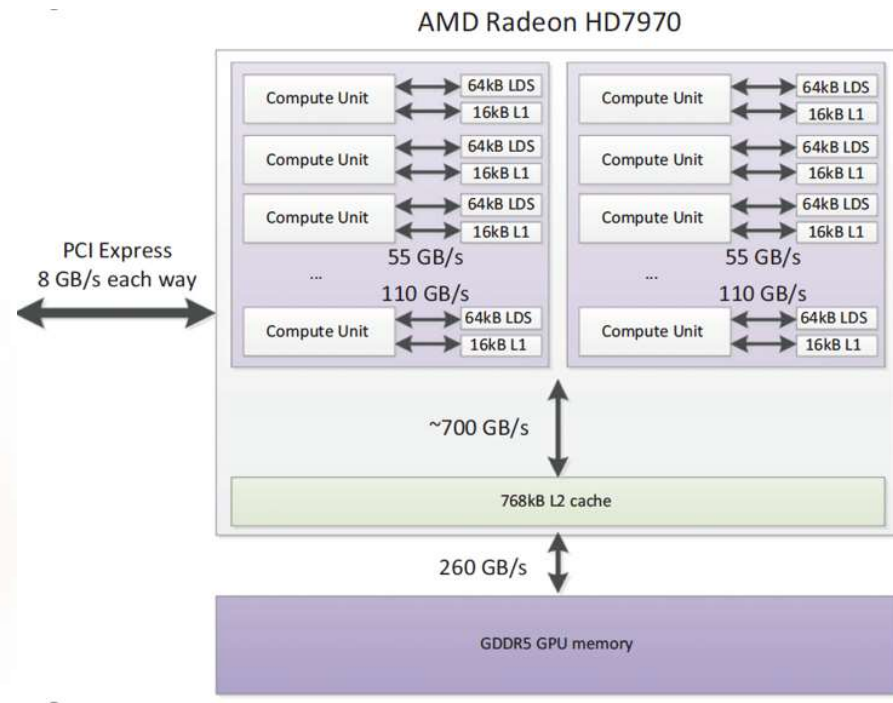 AMD Radeon HD7970
PCI Express
8 GB/s each way
Compute Unit
64kB LDS
16kB L1
Compute Unit
64kB LDS
16kB L1
Compute Unit
64kB LDS
16kB L1
55 GB/s
...
110 GB/s
Compute Unit
64kB LDS
16kB L1
Compute Unit
64kB LDS
16kB L1
Compute Unit
64kB LDS
16kB L1
Compute Unit
64kB LDS
16kB L1
55 GB/s
...
110 GB/s
Compute Unit
64kB LDS
16kB L1
~700 GB/s
768kB L2 cache
260 GB/s
GDDR5 GPU memory